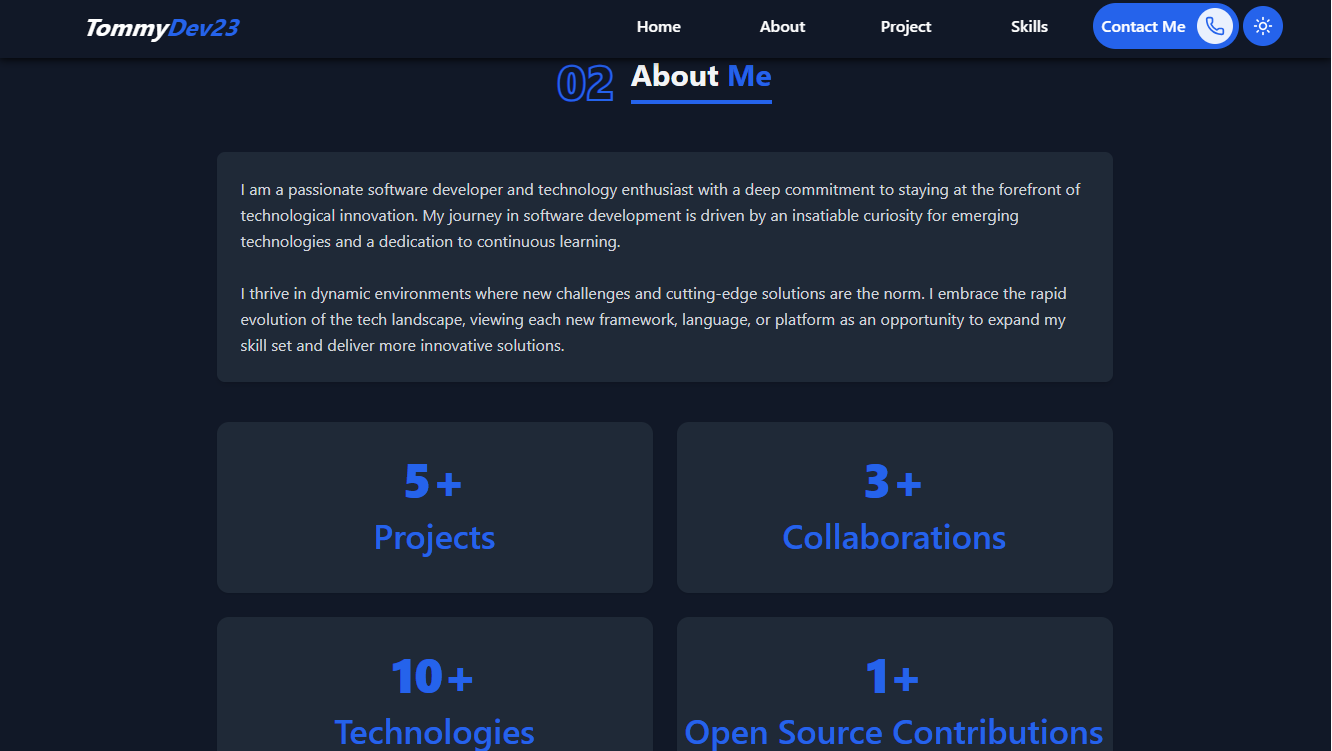 TommyDev23
Home
About
Project
Skills
Contact Me
02
About Me
I am a passionate software developer and technology enthusiast with a deep commitment to staying at the forefront of
technological innovation. My journey in software development is driven by an insatiable curiosity for emerging
technologies and a dedication to continuous learning.
I thrive in dynamic environments where new challenges and cutting-edge solutions are the norm. I embrace the rapid
evolution of the tech landscape, viewing each new framework, language, or platform as an opportunity to expand my
skill set and deliver more innovative solutions.
5+
Projects
3+
Collaborations
10+
Technologies
1+
Open Source Contributions